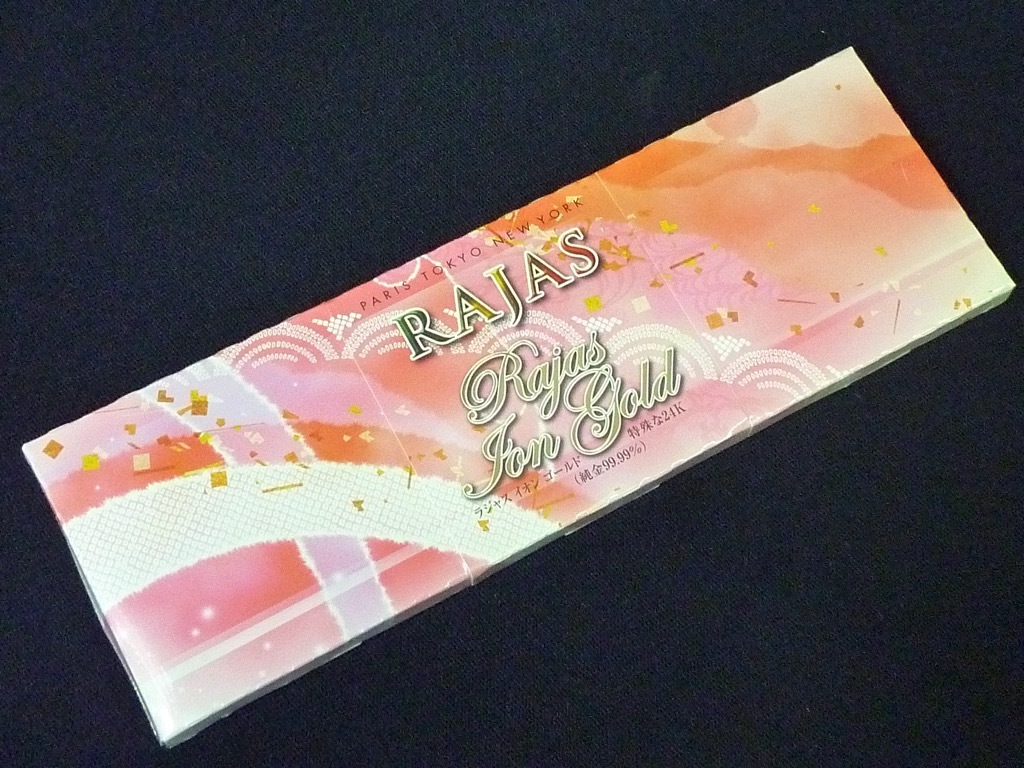 PARIS TOKYO NEW YORK
RAJAS
Rajas
Ion Gold
ラジャス イオン ゴールド 特殊な24K
(純金99.99%)